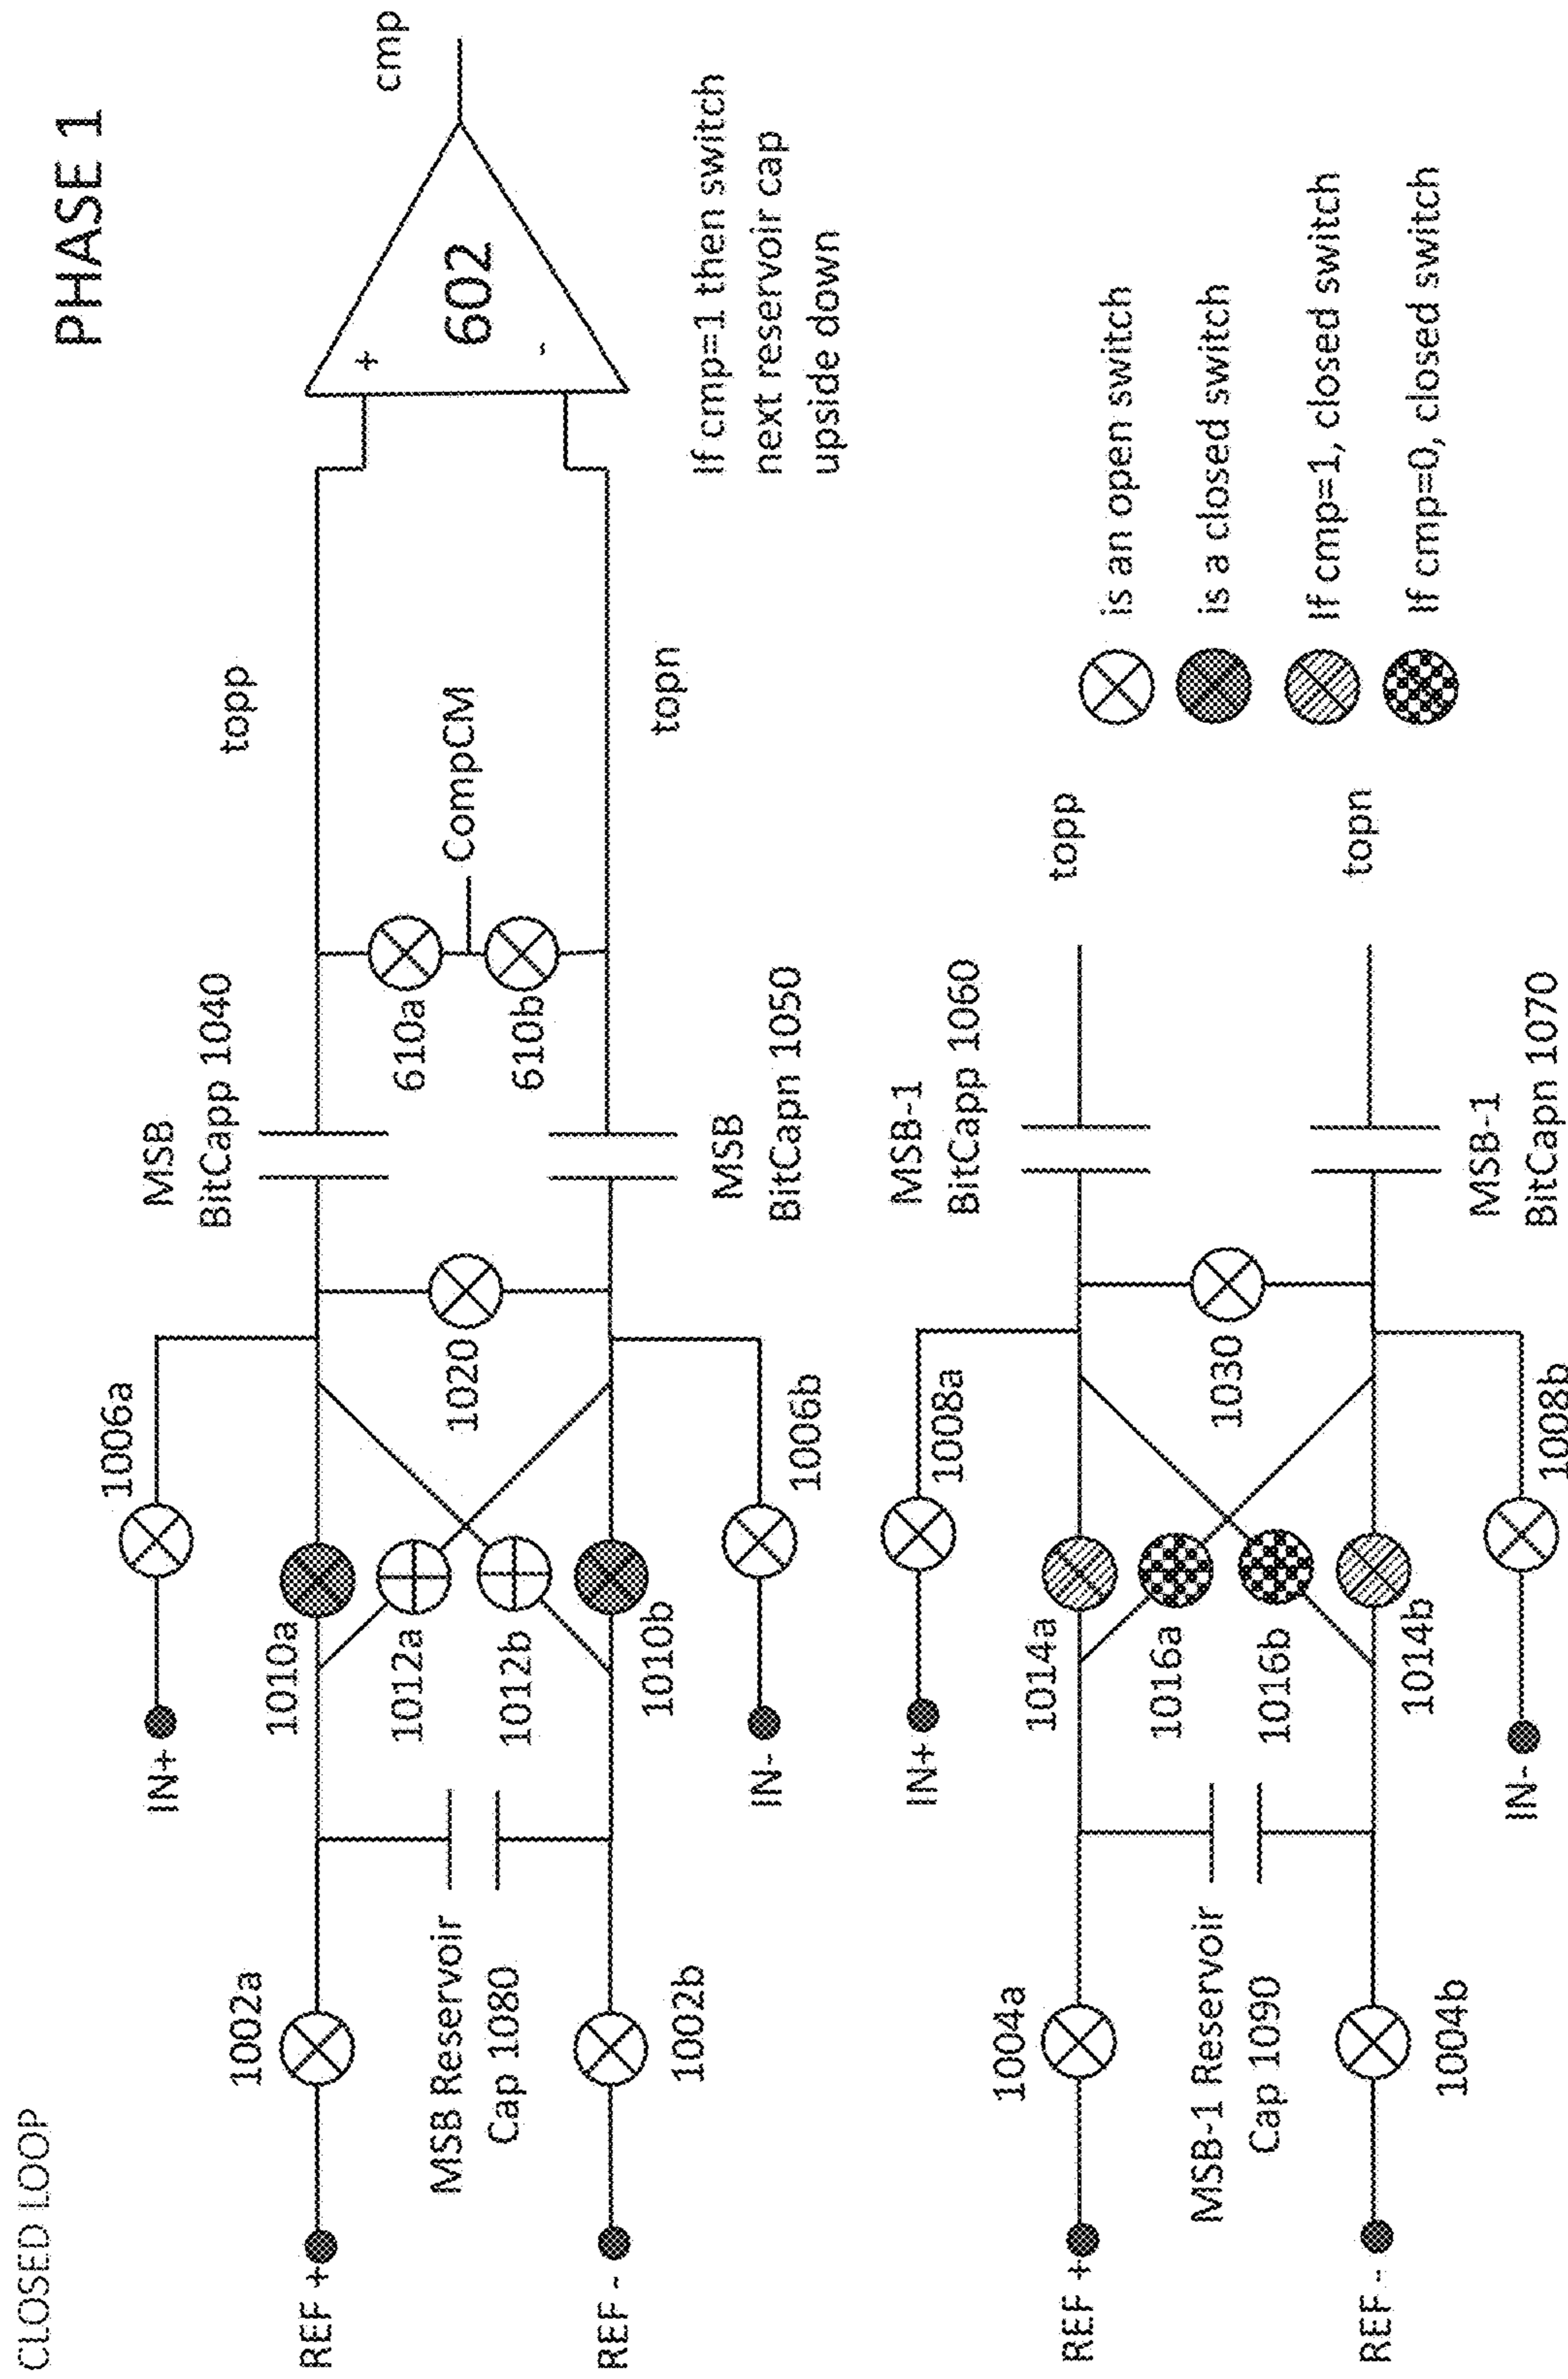 CLOSED LOOP
PHASE 1
1006a
IN+
1002a
1010a
MSB
BitCapp 1040
topp
cmp
REF +
MSB Reservoir
Cap 1080
1012a
1012b
1020
610a
610b
CompCM
+
602
-
REF -
1002b
1010b
IN-
1006b
MSB
BitCapn 1050
topn
If cmp=1 then switch
next reservoir cap
upside down
1008a
IN+
1004a
1014a
MSB-1
BitCapp 1060
topp
REF +
MSB-1 Reservoir
Cap 1090
1016a
1016b
1030
REF -
1004b
1014b
IN-
1008b
MSB-1
BitCapn 1070
topn
is an open switch
is a closed switch
If cmp=1, closed switch
If cmp=0, closed switch